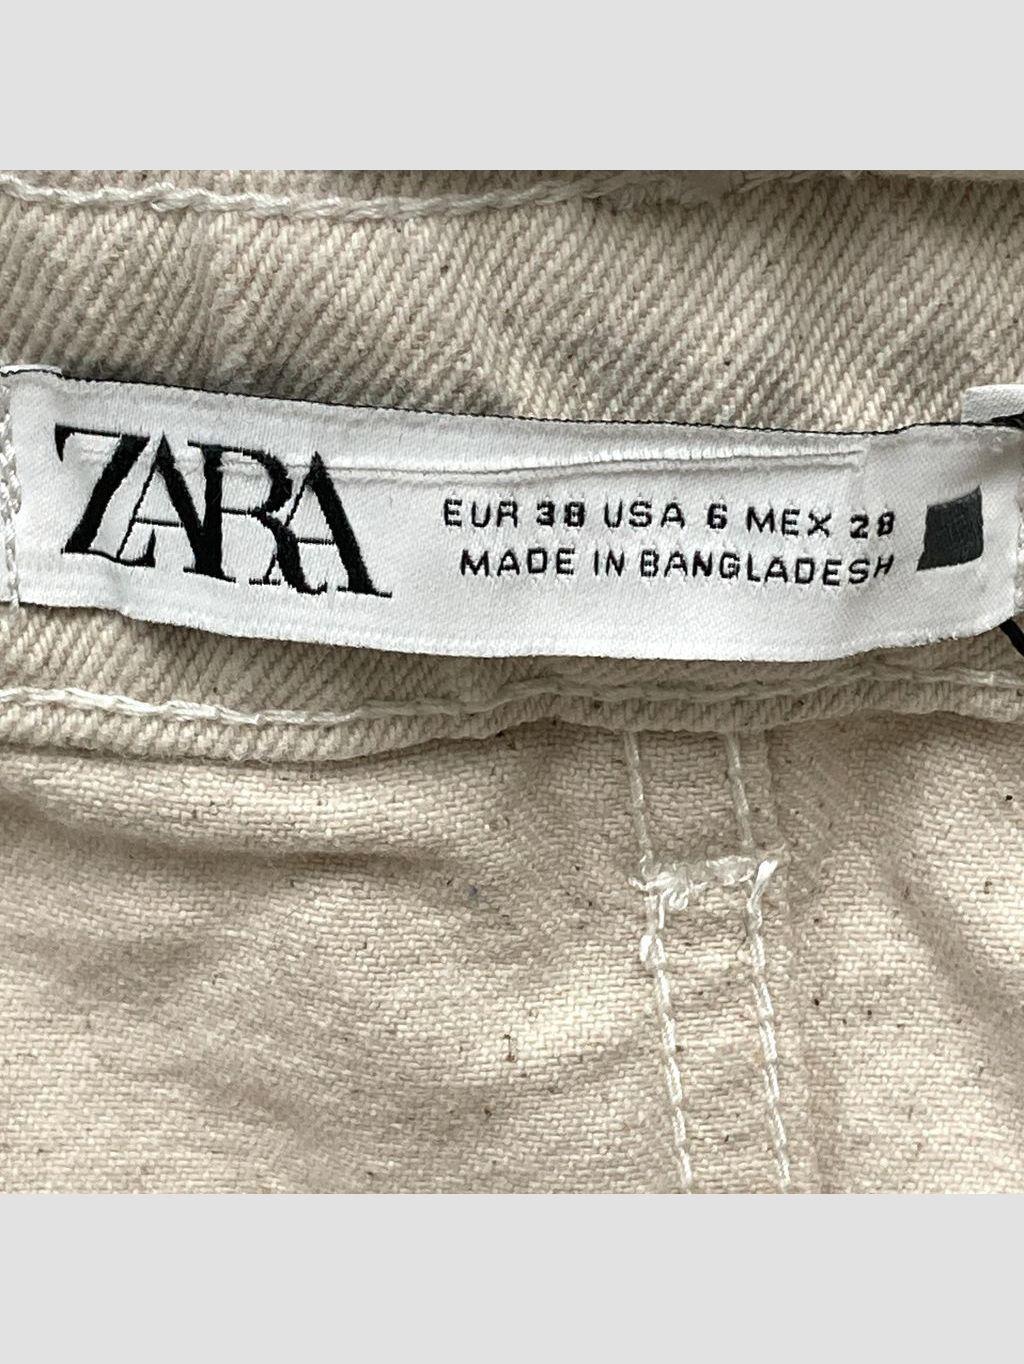 ZARA
EUR 38 USA 6 MEX 28
MADE IN BANGLADESH